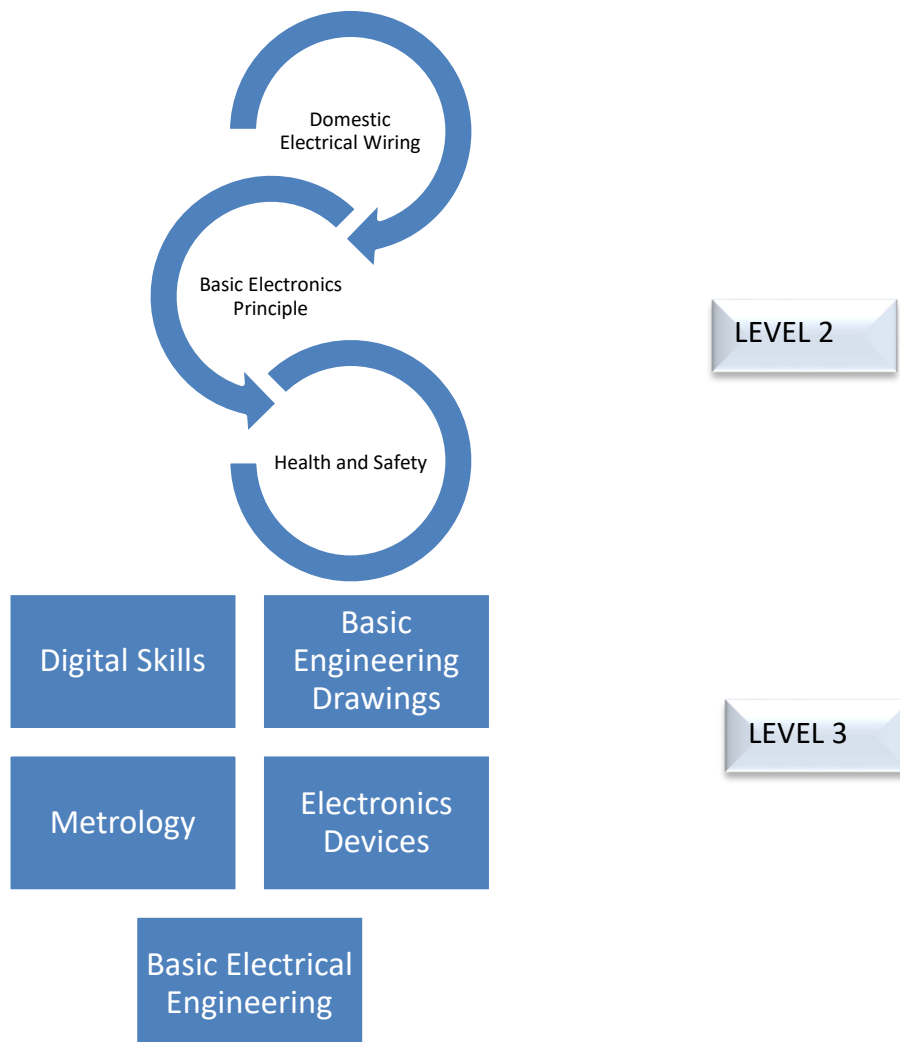 Domestic
Electrical Wiring
Basic Electronics
Principle
LEVEL 2
Health and Safety
Digital Skills
Basic
Engineering
Drawings
LEVEL 3
Metrology
Electronics
Devices
Basic Electrical
Engineering